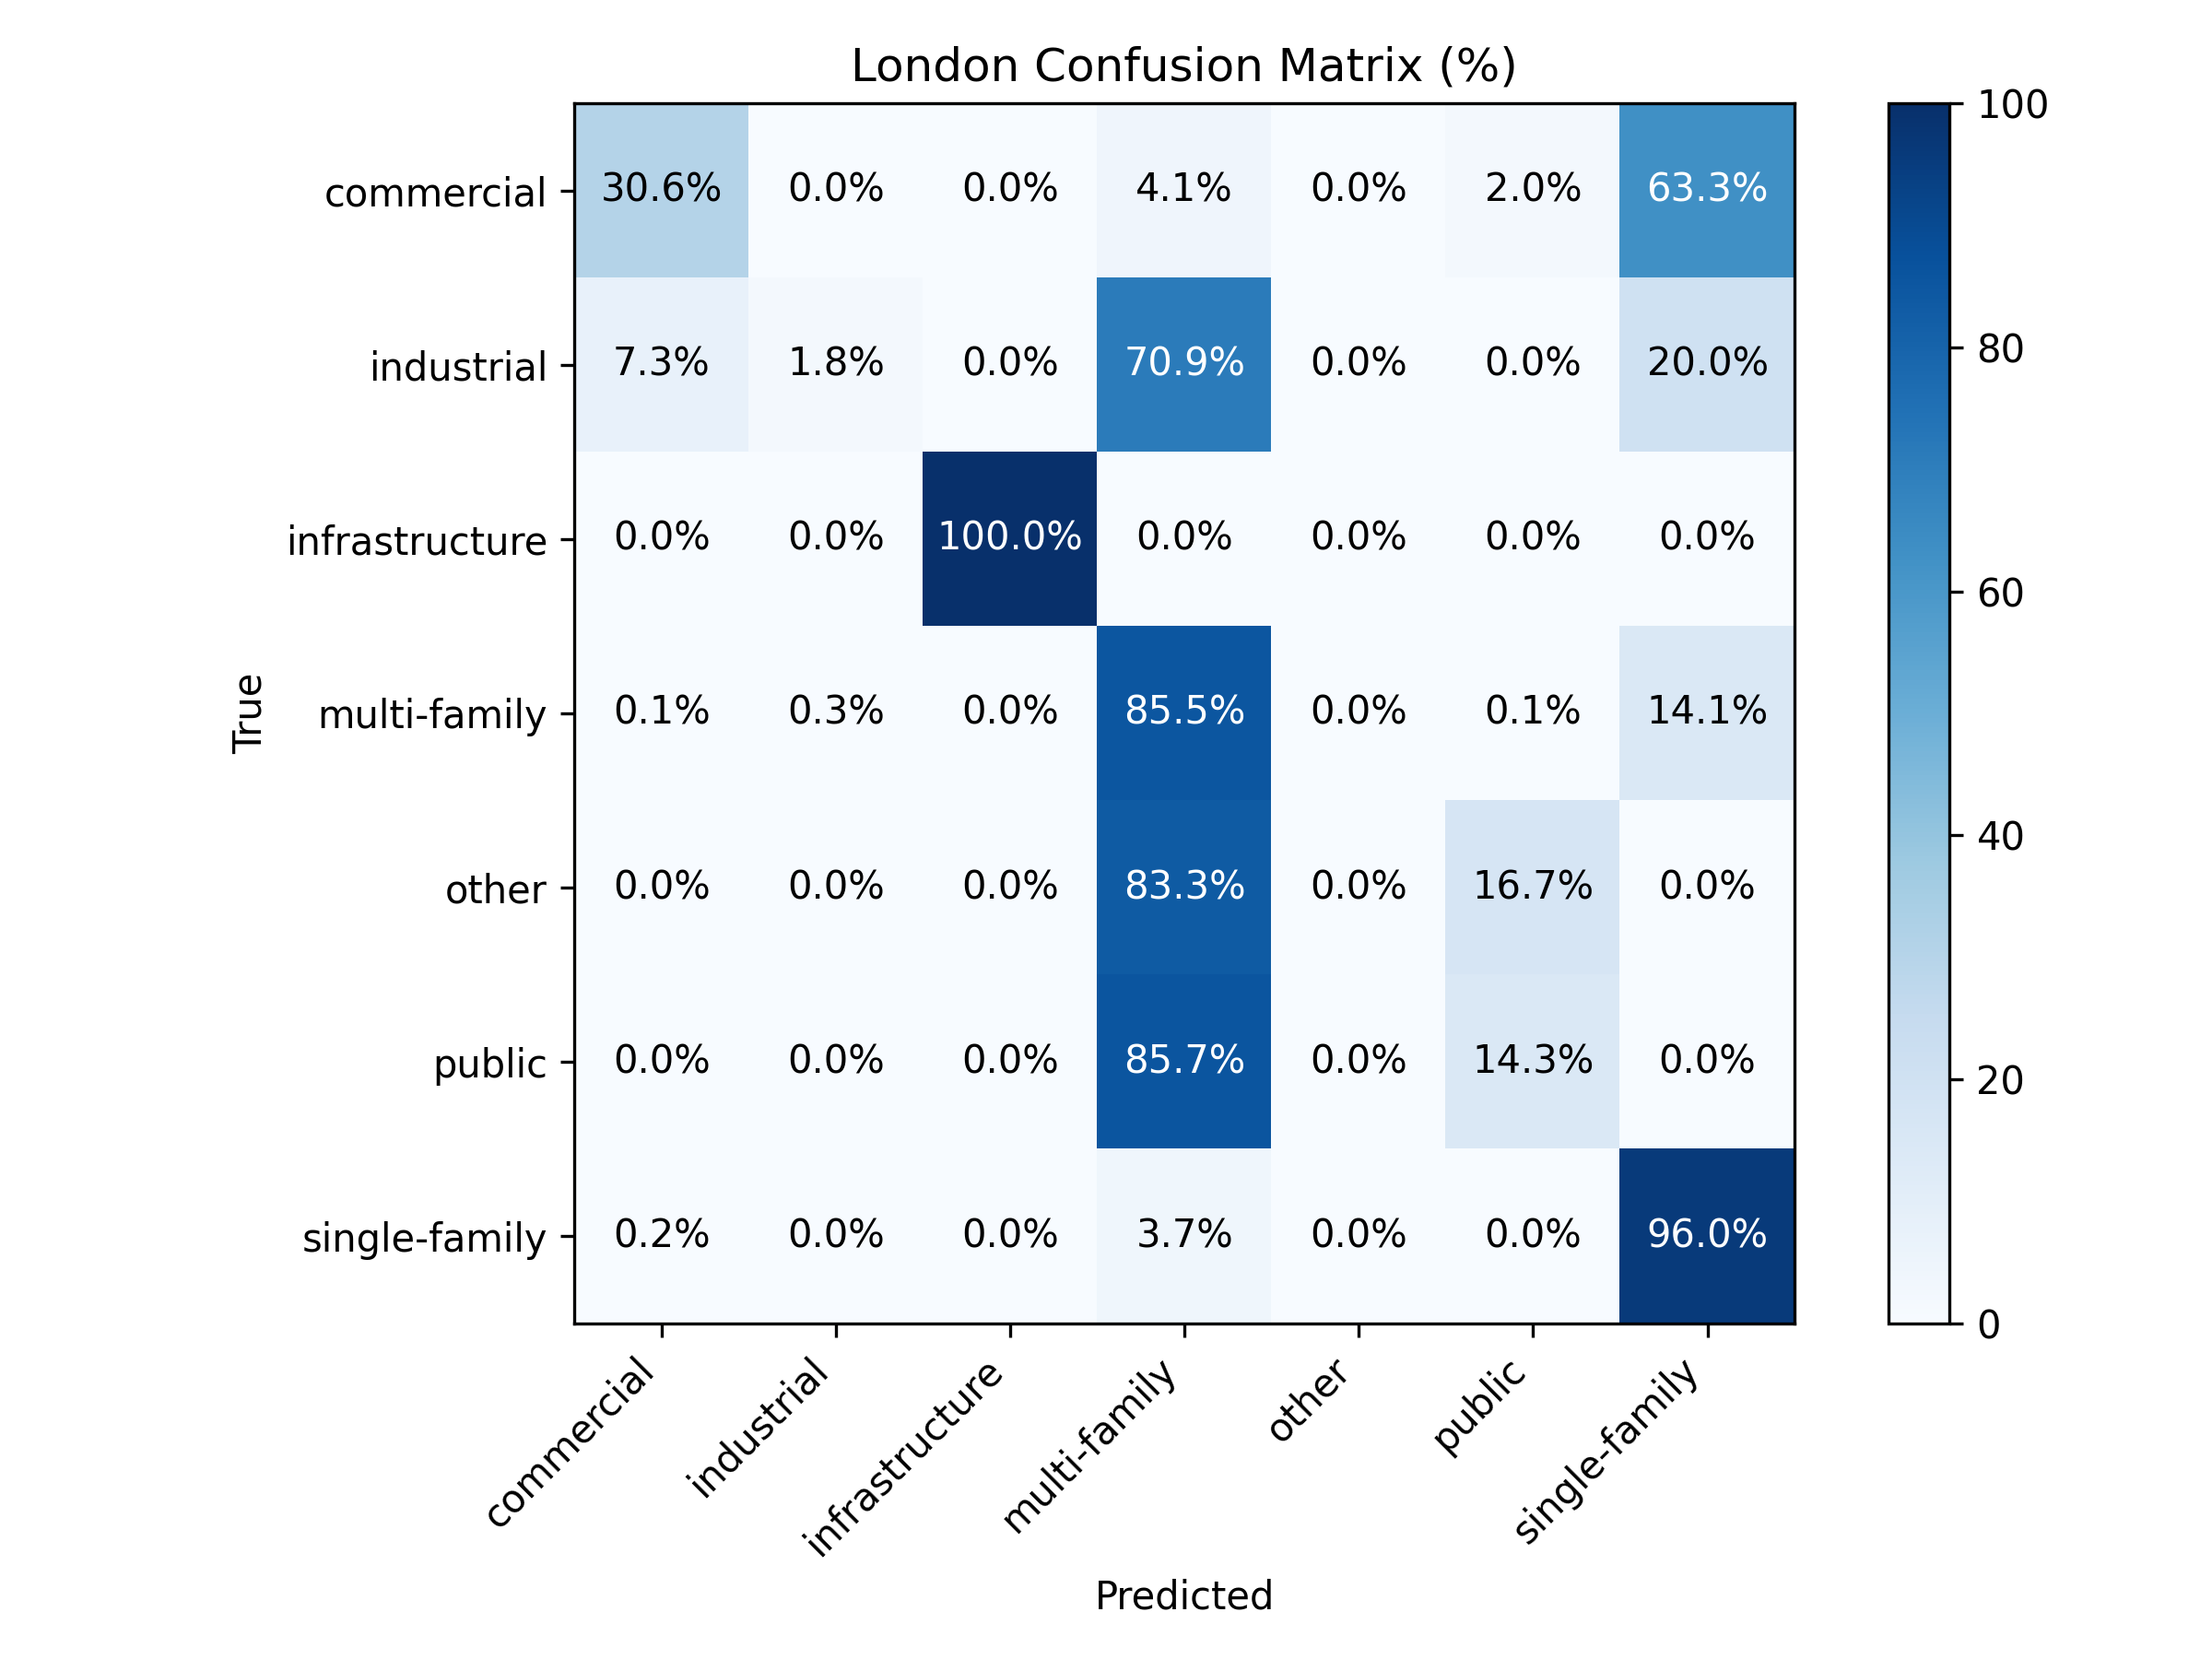 London Confusion Matrix (%)
True
commercial 30.6% 0.0% 0.0% 4.1% 0.0% 2.0% 63.3%
industrial 7.3% 1.8% 0.0% 70.9% 0.0% 0.0% 20.0%
infrastructure 0.0% 0.0% 100.0% 0.0% 0.0% 0.0% 0.0%
multi-family 0.1% 0.3% 0.0% 85.5% 0.0% 0.1% 14.1%
other 0.0% 0.0% 0.0% 83.3% 0.0% 16.7% 0.0%
public 0.0% 0.0% 0.0% 85.7% 0.0% 14.3% 0.0%
single-family 0.2% 0.0% 0.0% 3.7% 0.0% 0.0% 96.0%
commercial industrial infrastructure multi-family other public single-family
Predicted
100
80
60
40
20
0